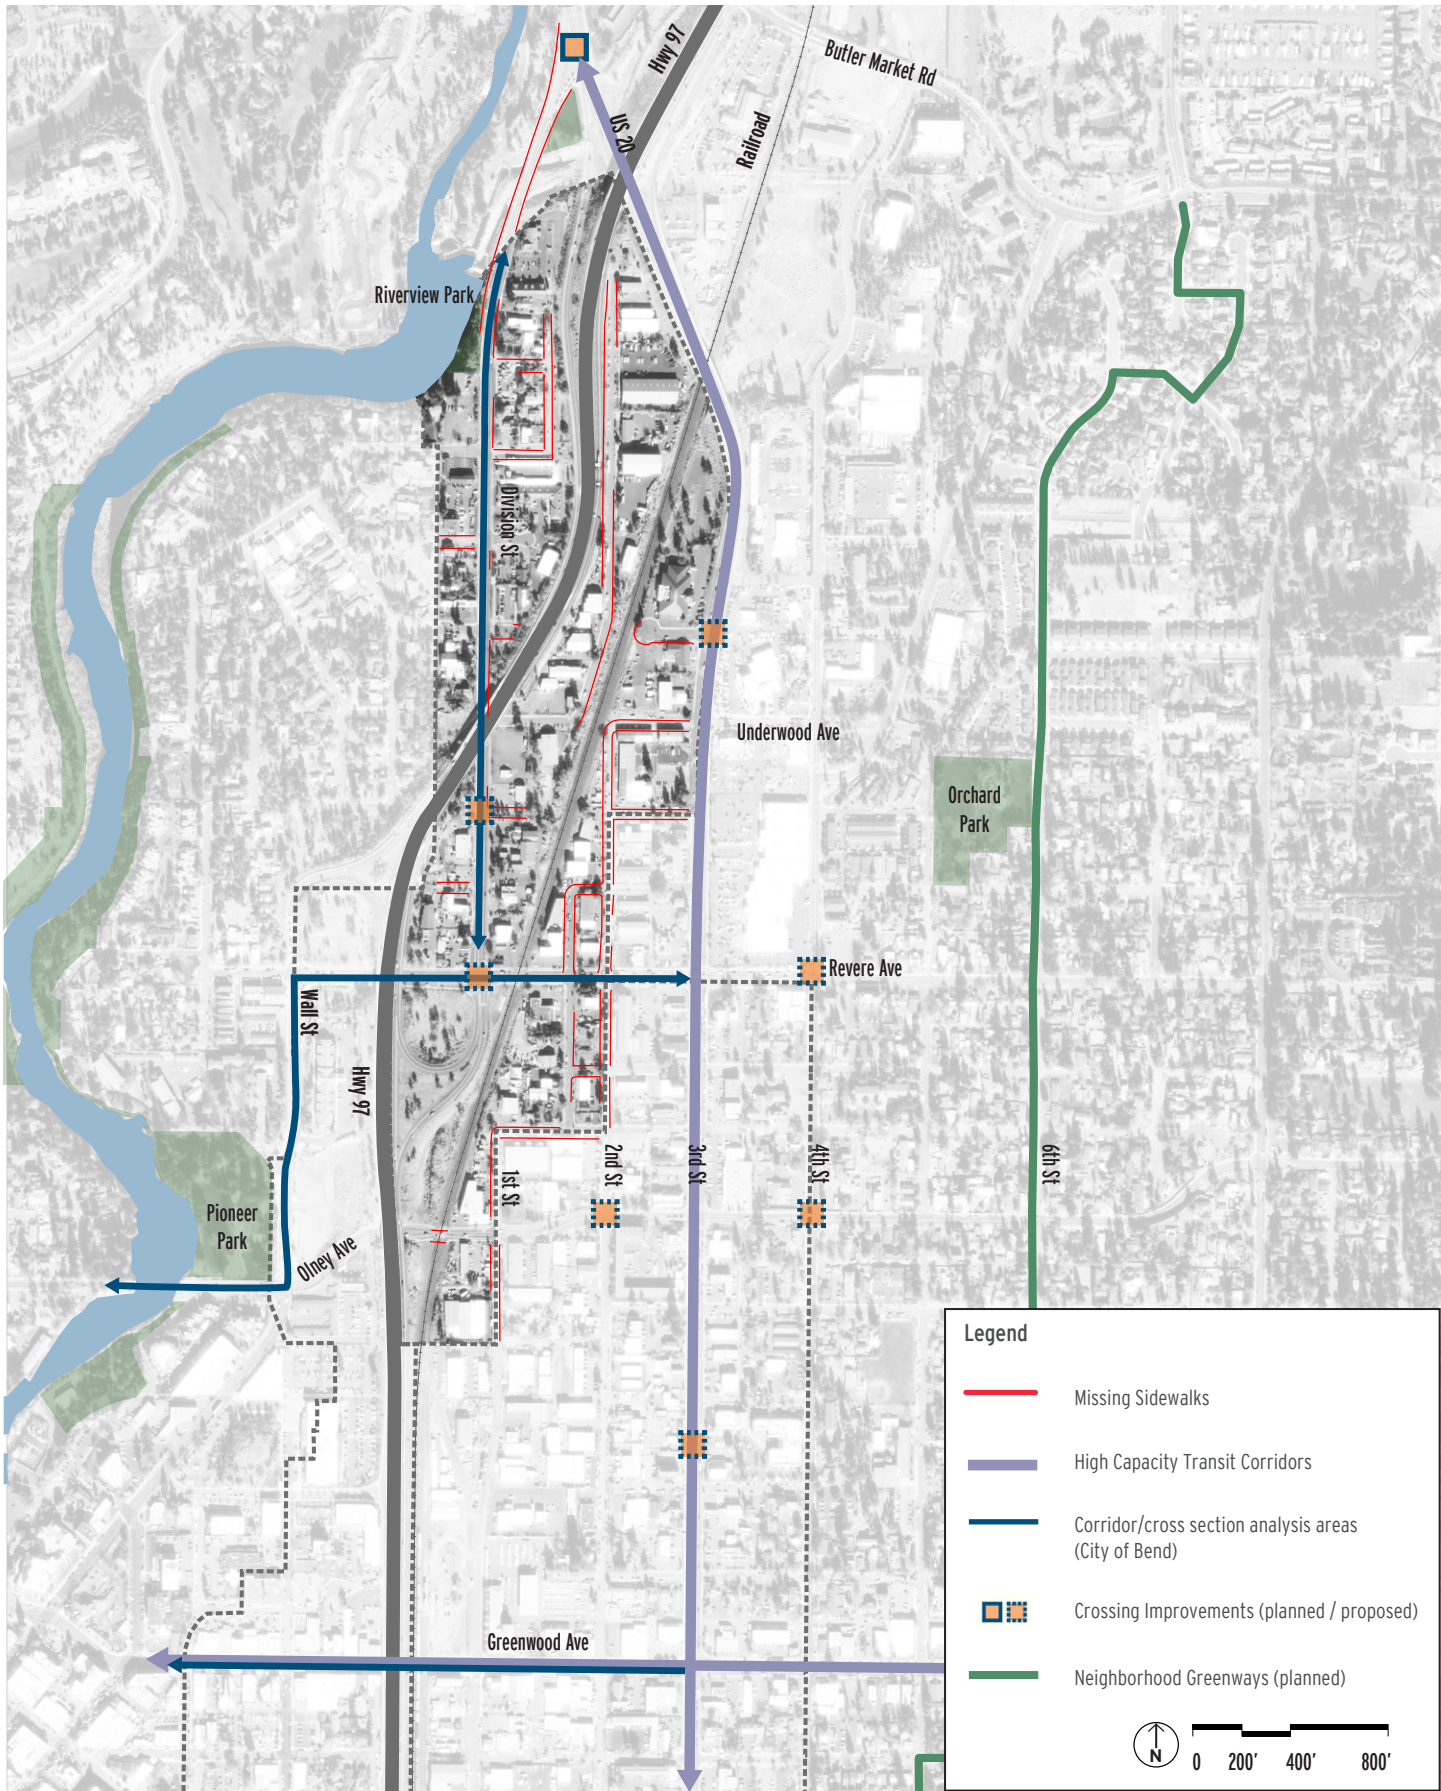 Hwy 97
Butler Market Rd
US 20
Railroad
Riverview Park
Division St
Underwood Ave
Orchard
Park
Revere Ave
Wall St
Hwy 97
1st St
2nd St
3rd St
4th St
6th St
Pioneer
Park
Olney Ave
Greenwood Ave
Legend
Missing Sidewalks
High Capacity Transit Corridors
Corridor/cross section analysis areas
(City of Bend)
Crossing Improvements (planned / proposed)
Neighborhood Greenways (planned)
N
0 200' 400' 800'